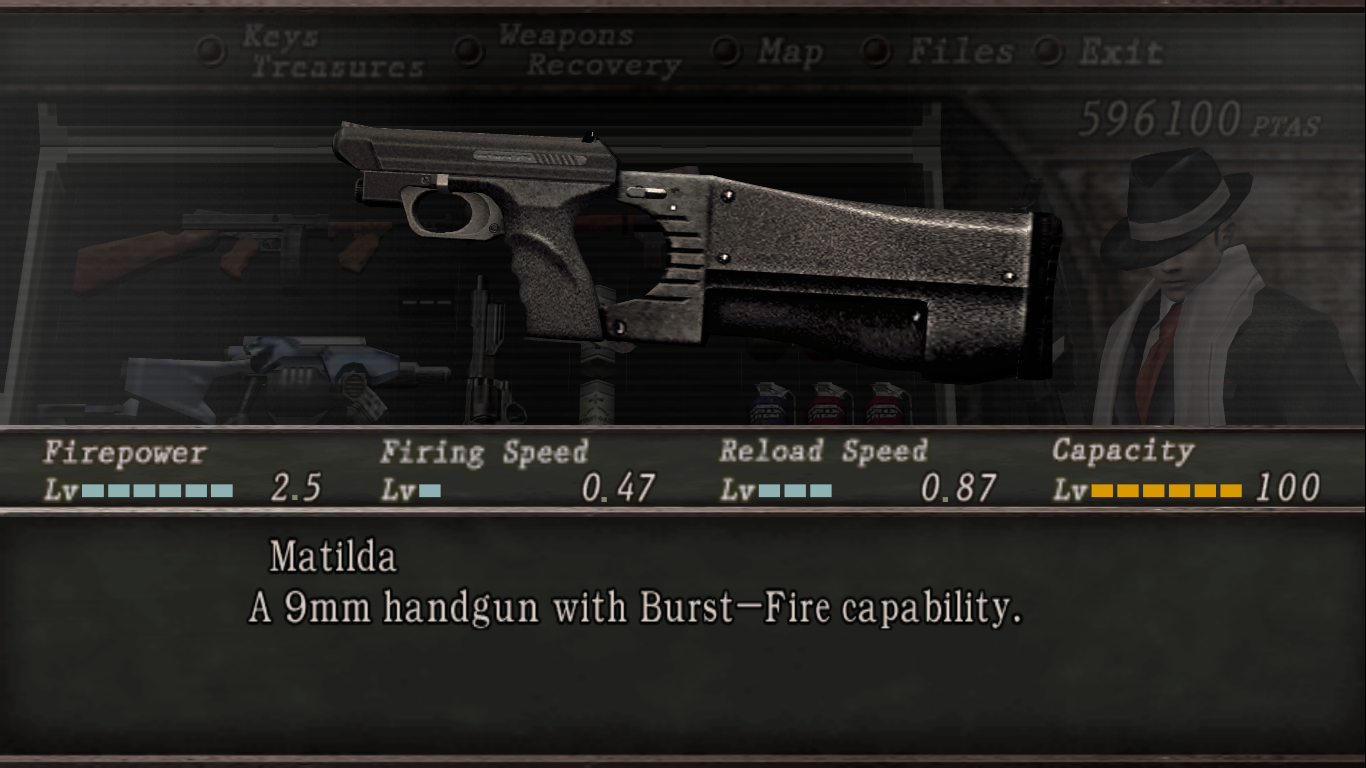 Keys
Treasures
Weapons
Recovery
Map
Files
Exit
596100 PTAS
Firepower
Firing Speed
Reload Speed
Capacity
Lv 2.5
Lv 0.47
Lv 0.87
Lv 100
Matilda
A 9mm handgun with Burst-Fire capability.